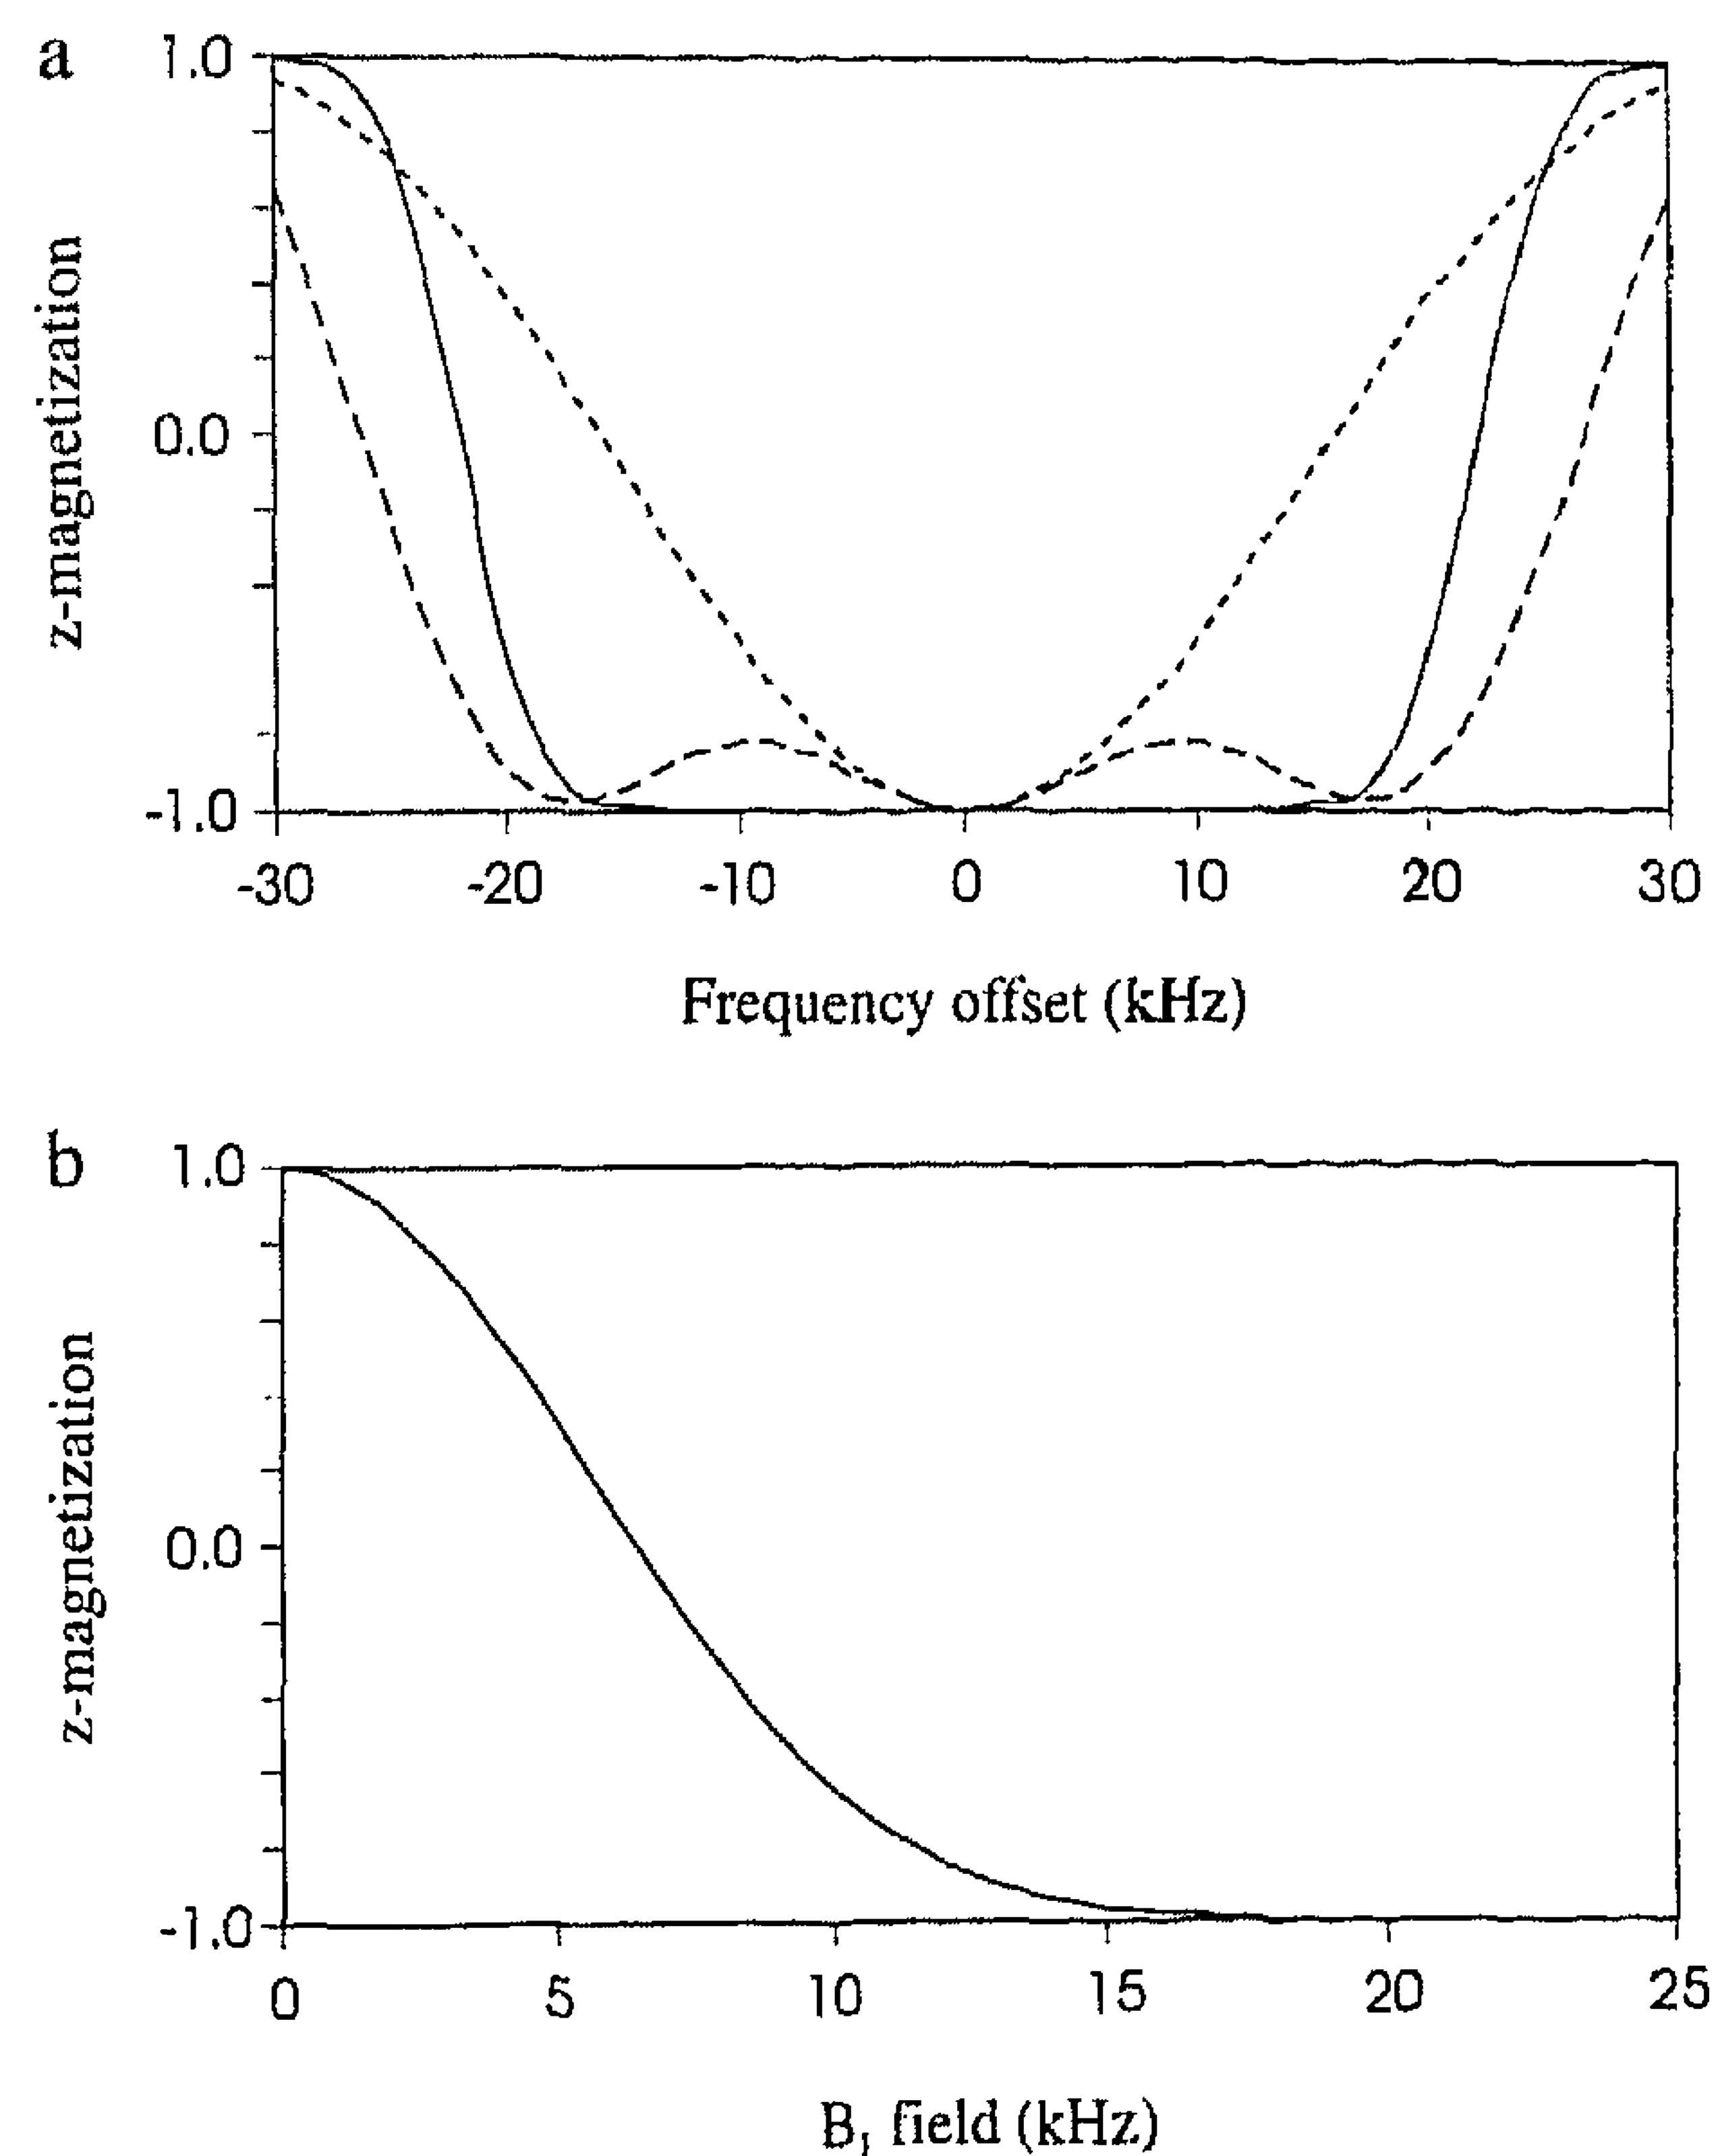 a
1.0
0.0
-1.0
z-magnetization
-30 -20 -10 0 10 20 30
Frequency offset (kHz)
b
1.0
0.0
-1.0
z-magnetization
0 5 10 15 20 25
B₁ field (kHz)